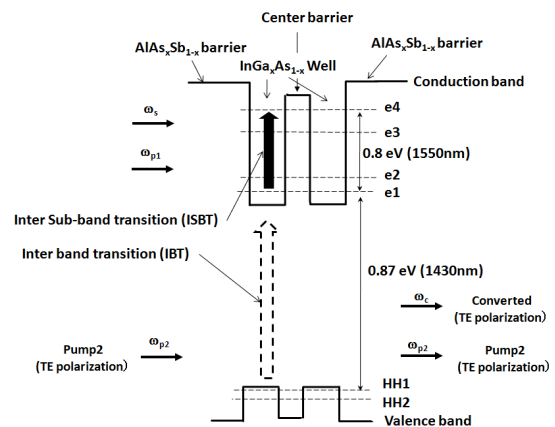 Center barrier
AlAsxSb1-x barrier
AlAsxSb1-x barrier
InGaxAs1-x Well
Conduction band
ωs
e4
e3
0.8 eV (1550nm)
ωp1
e2
e1
Inter Sub-band transition (ISBT)
Inter band transition (IBT)
0.87 eV (1430nm)
ωc
Converted
(TE polarization)
Pump2
(TE polarization)
ωp2
ωp2
Pump2
(TE polarization)
HH1
HH2
Valence band